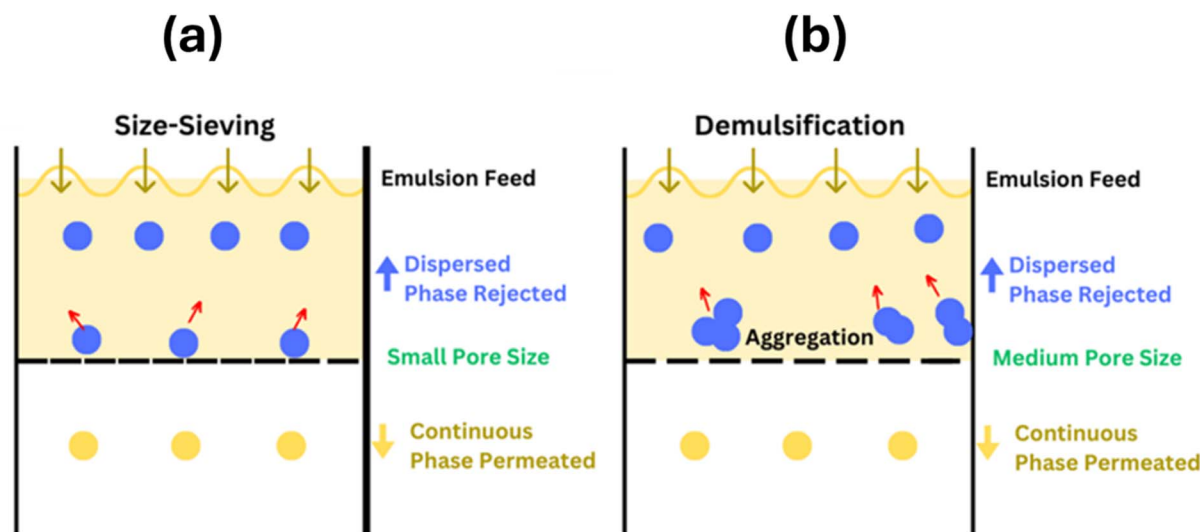 (a)
Size-Sieving
Emulsion Feed
Dispersed
Phase Rejected
Small Pore Size
Continuous
Phase Permeated
(b)
Demulsification
Emulsion Feed
Dispersed
Phase Rejected
Aggregation
Medium Pore Size
Continuous
Phase Permeated